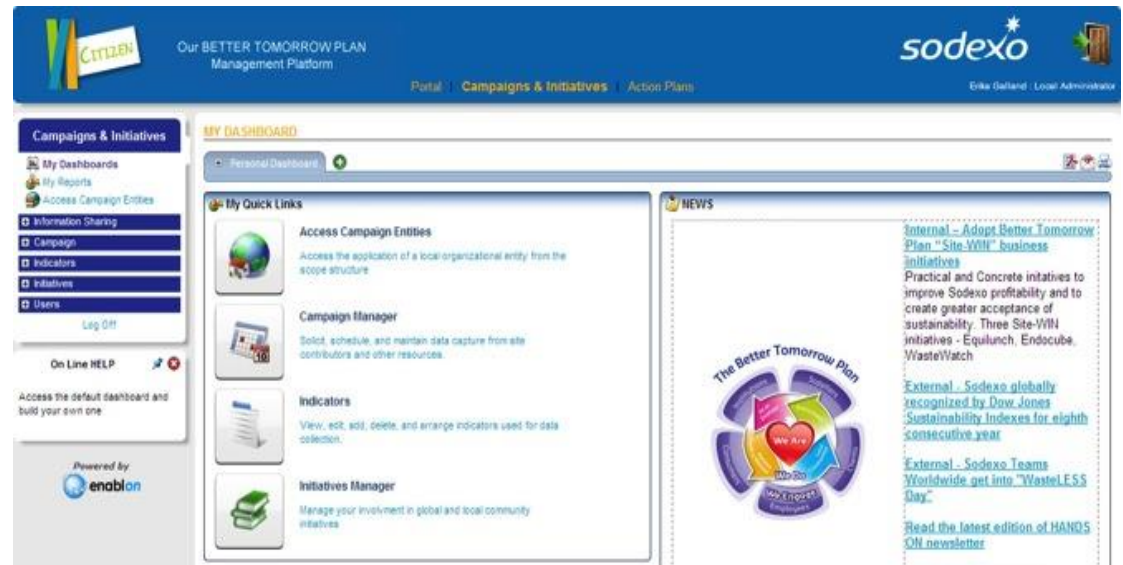 CITIZEN
Our BETTER TOMORROW PLAN
Management Platform
sodexo
Portal | Campaigns & Initiatives | Action Plans
Erika Galland : Local Administrator
Campaigns & Initiatives
My Dashboards
My Reports
Access Campaign Entities
Information Sharing
Campaign
Indicators
Initiatives
Users
Log Off
On Line HELP
Access the default dashboard and
build your own one
Powered by
enablon
MY DASHBOARD
Personal Dashboard
My Quick Links
Access Campaign Entities
Access the application of a local organizational entity from the
scope structure
Campaign Manager
Solicit, schedule, and maintain data capture from site
contributors and other resources.
10
Indicators
View, edit, add, delete, and arrange indicators used for data
collection.
Initiatives Manager
Manage your involvment in global and local community
initiatives
NEWS
The Better Tomorrow Plan
We Are
We Do
We Engage
Employees
Internal – Adopt Better Tomorrow
Plan "Site-WIN" business
initiatives
Practical and Concrete initatives to
improve Sodexo profitability and to
create greater acceptance of
sustainability. Three Site-WIN
initiatives - Equilunch, Endocube,
WasteWatch
External - Sodexo globally
recognized by Dow Jones
Sustainability Indexes for eighth
consecutive year
External - Sodexo Teams
Worldwide get into "WasteLESS
Day"
Read the latest edition of HANDS
ON newsletter